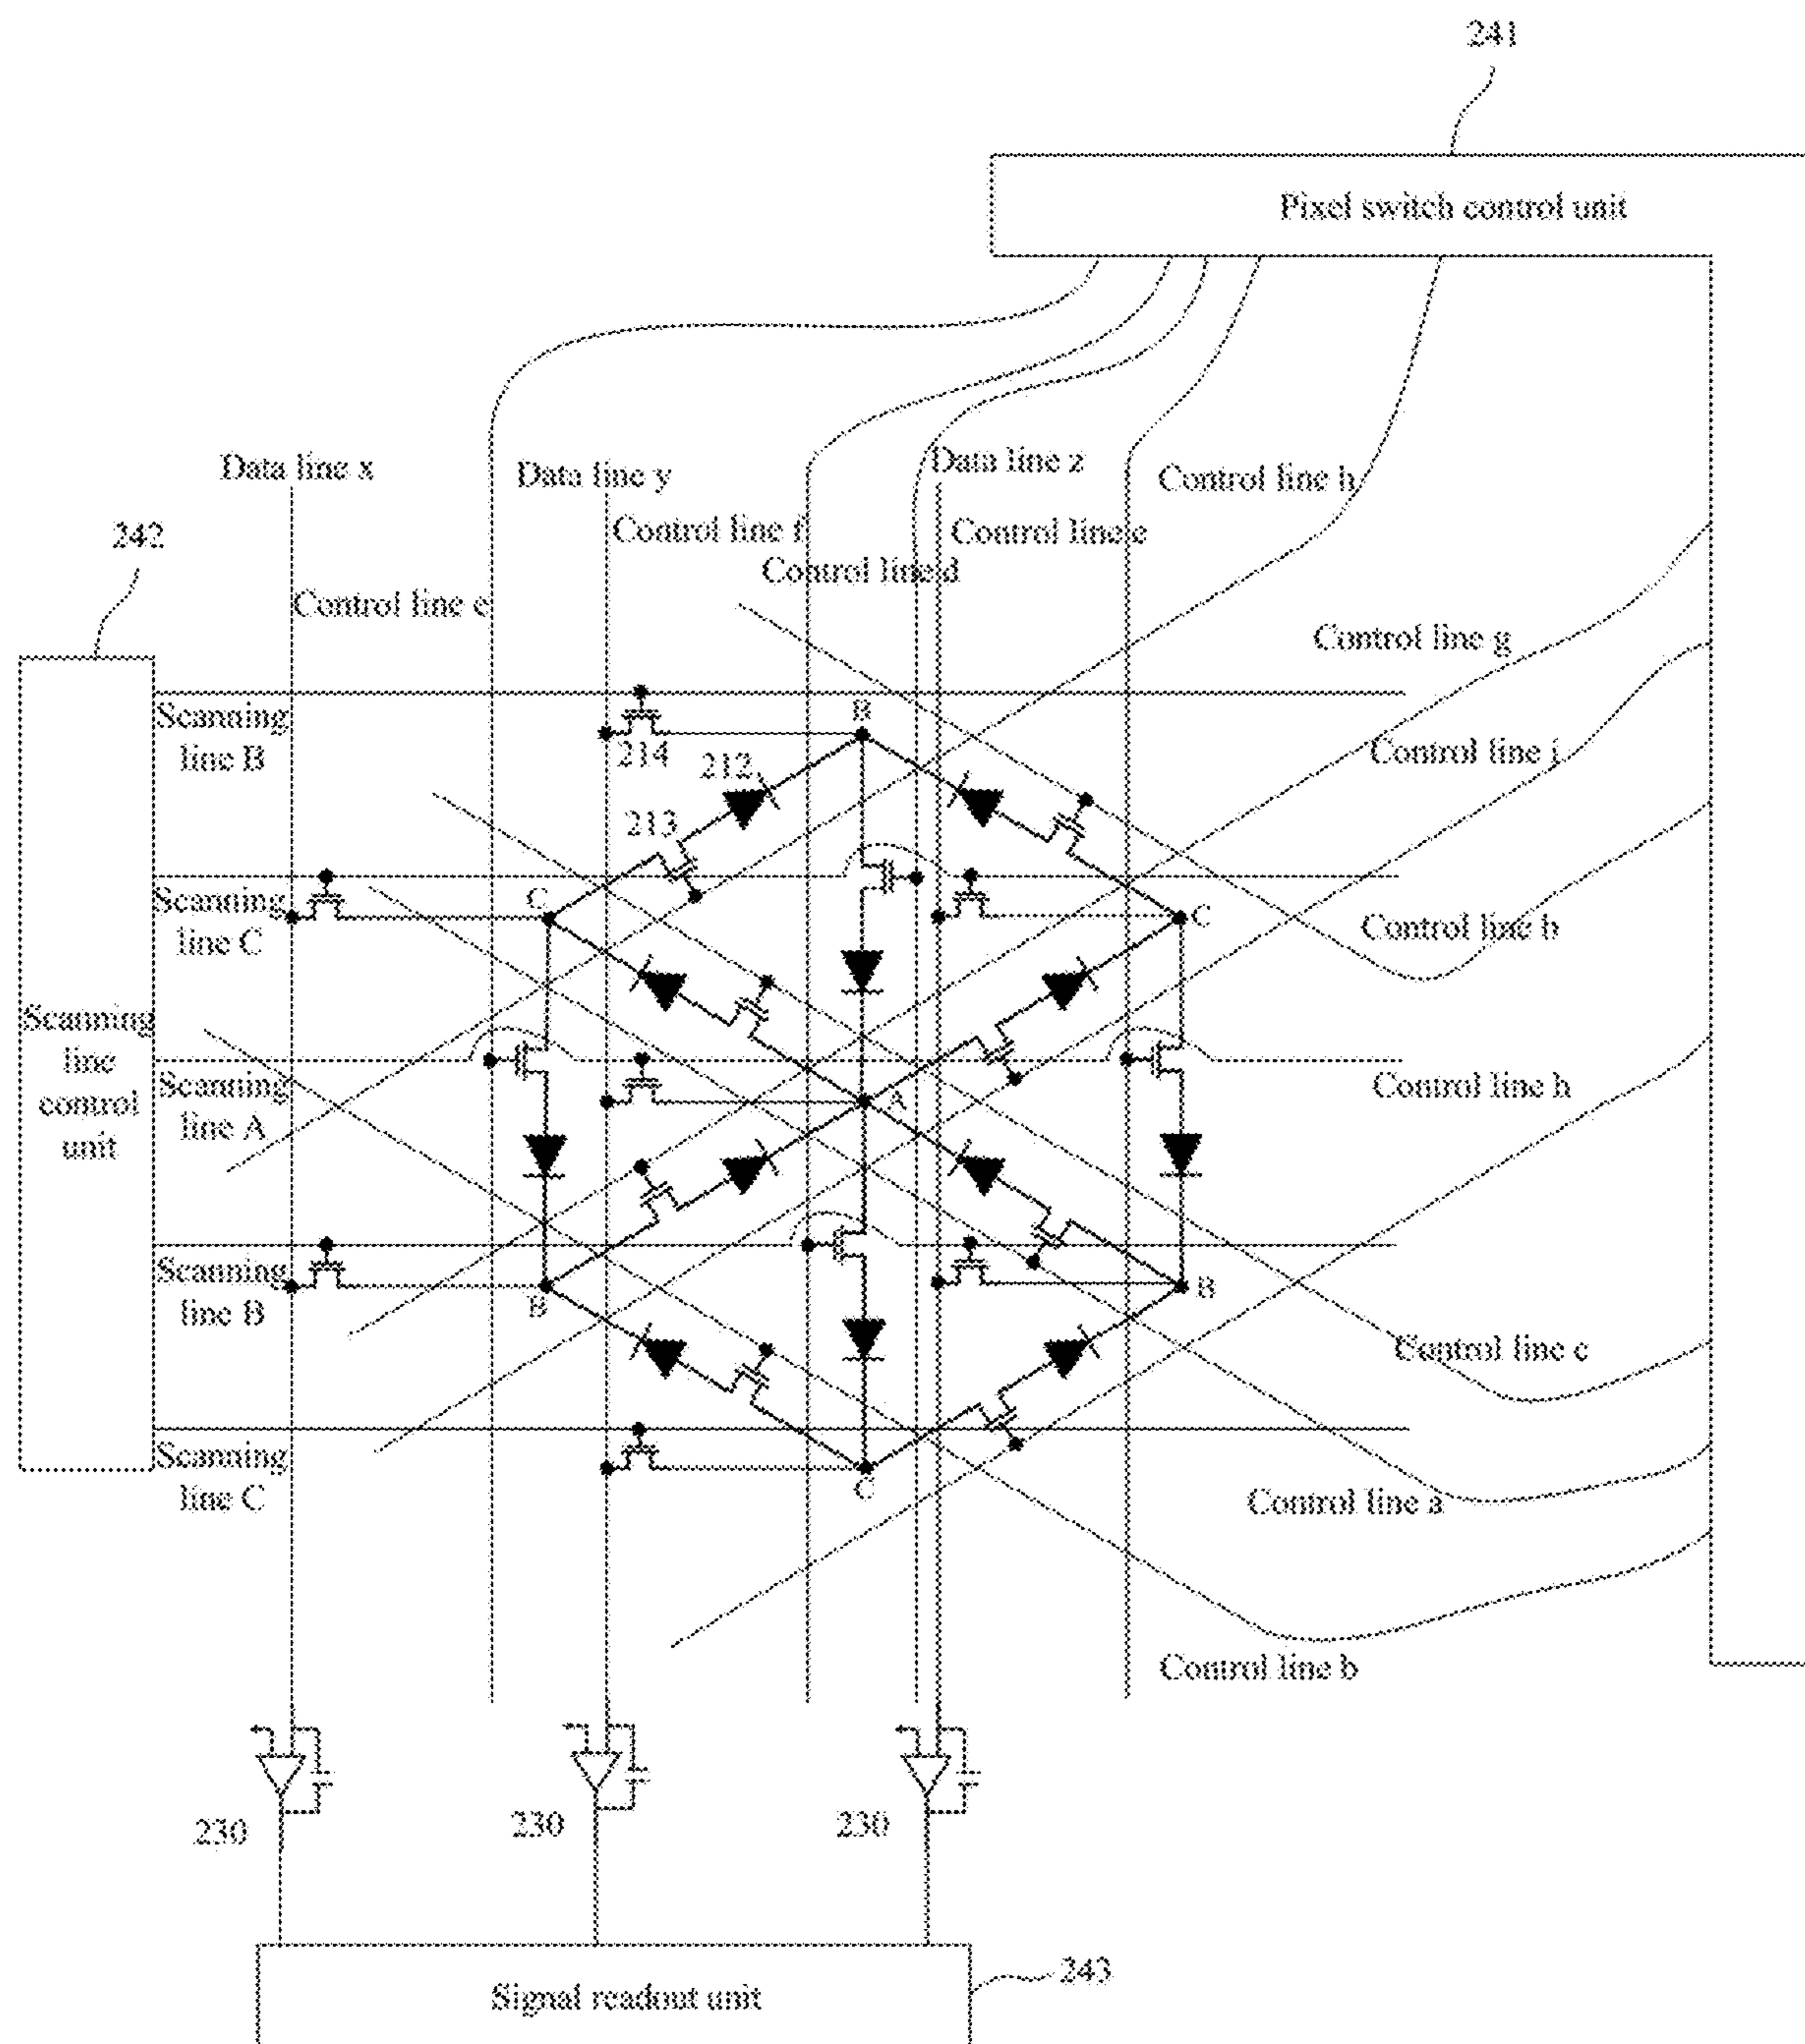 241
Pixel switch control unit
Data line x
Data line y
Data line z
Control line h
242
Control line f
Control line e
Control line d
Control line e
Control line g
Scanning
line B
B
214
212
Control line i
213
Scanning
line C
C
C
Control line b
Scanning
line
control
unit
Scanning
line A
A
Control line h
Scanning
line B
B
B
Control line c
Scanning
line C
C
Control line a
Control line b
230
230
230
Signal readout unit
243